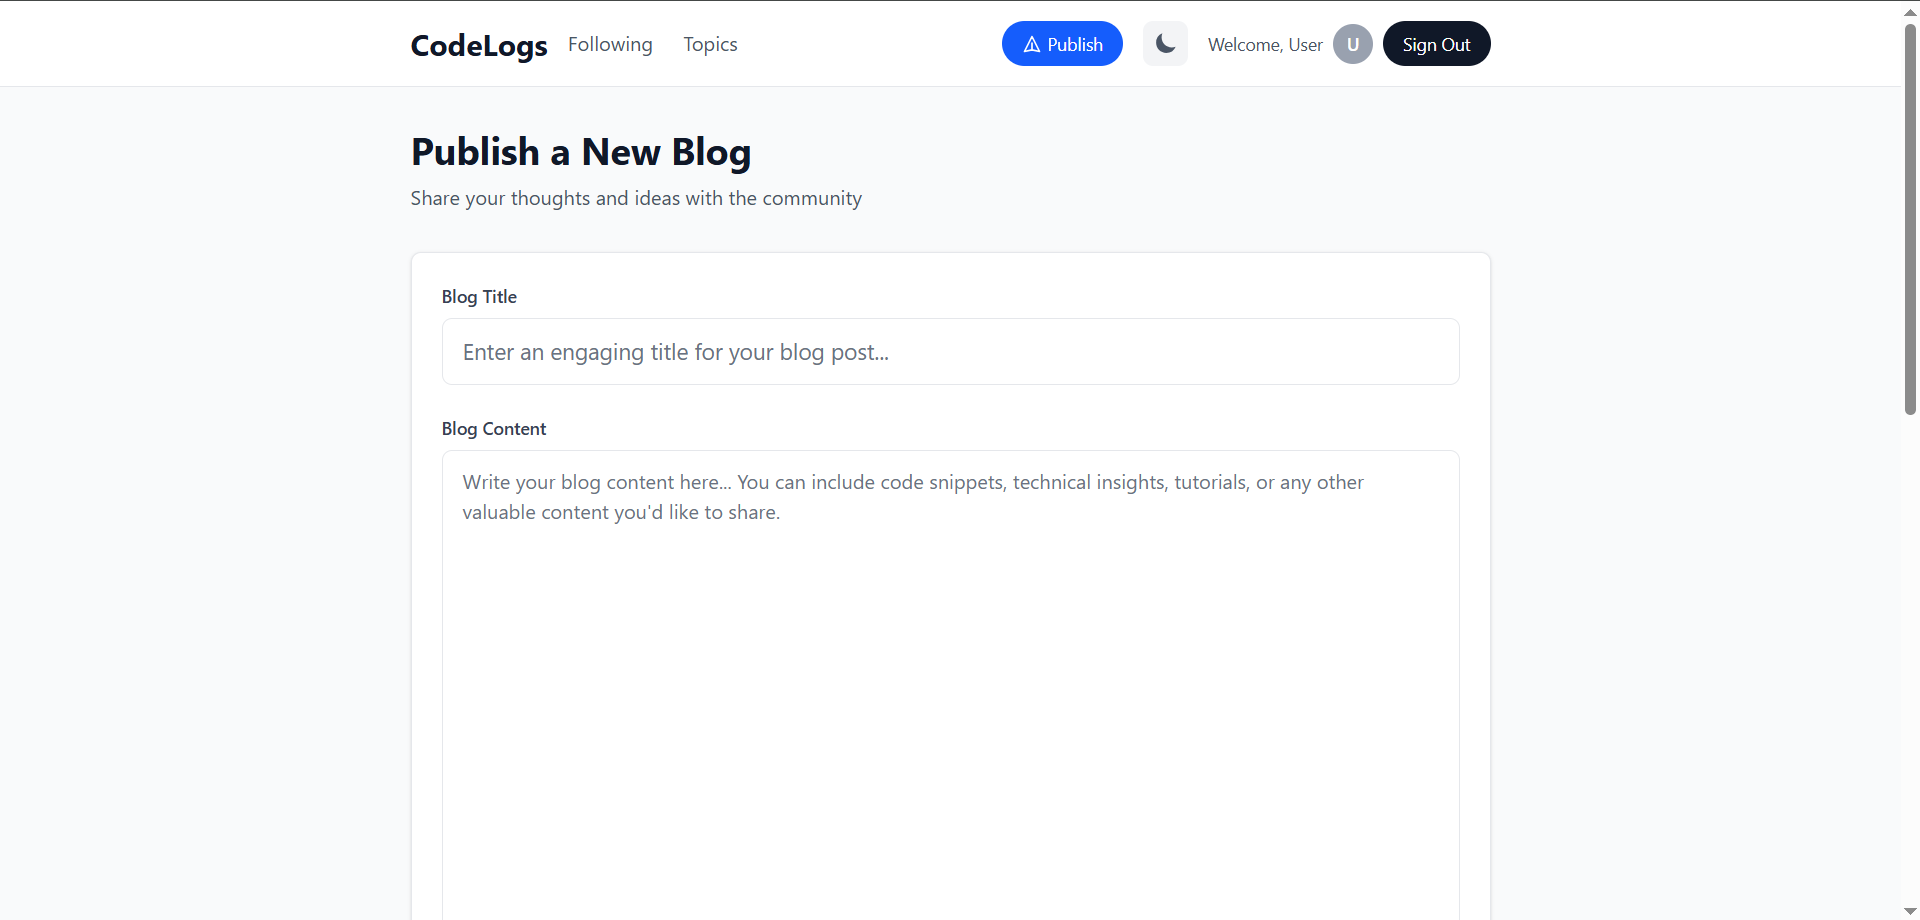 CodeLogs Following Topics Publish Welcome, User U Sign Out
Publish a New Blog
Share your thoughts and ideas with the community
Blog Title
Enter an engaging title for your blog post...
Blog Content
Write your blog content here... You can include code snippets, technical insights, tutorials, or any other
valuable content you'd like to share.